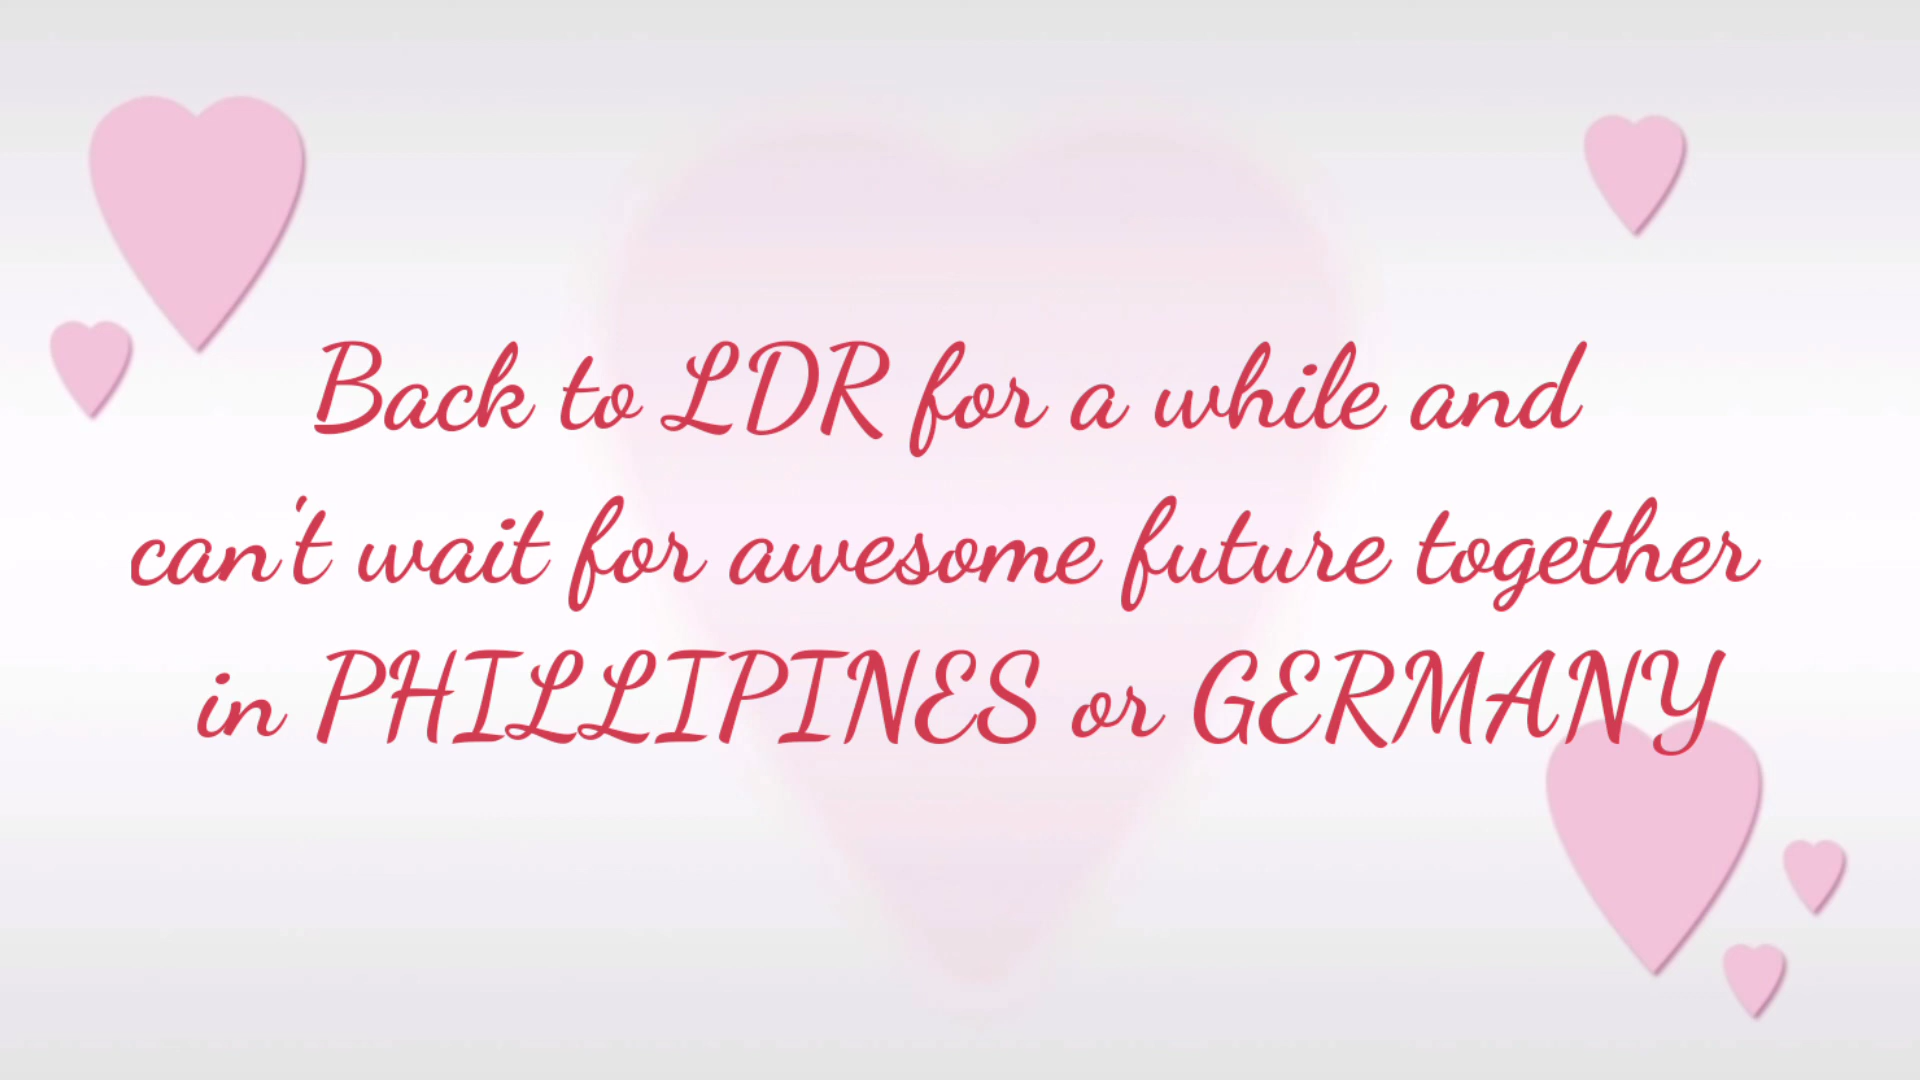 Back to LDR for a while and
can't wait for awesome future together
in PHILLIPINES or GERMANY